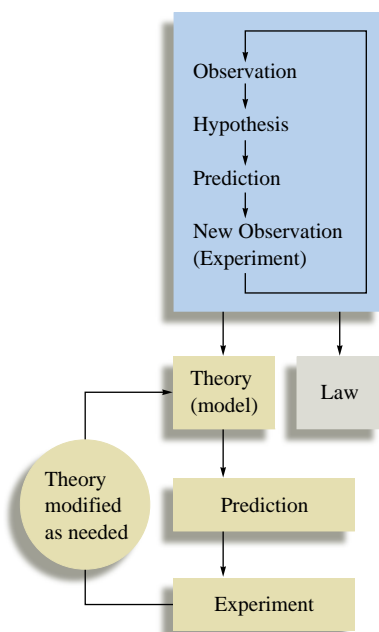 Observation
Hypothesis
Prediction
New Observation
(Experiment)
Theory
(model)
Law
Theory
modified
as needed
Prediction
Experiment